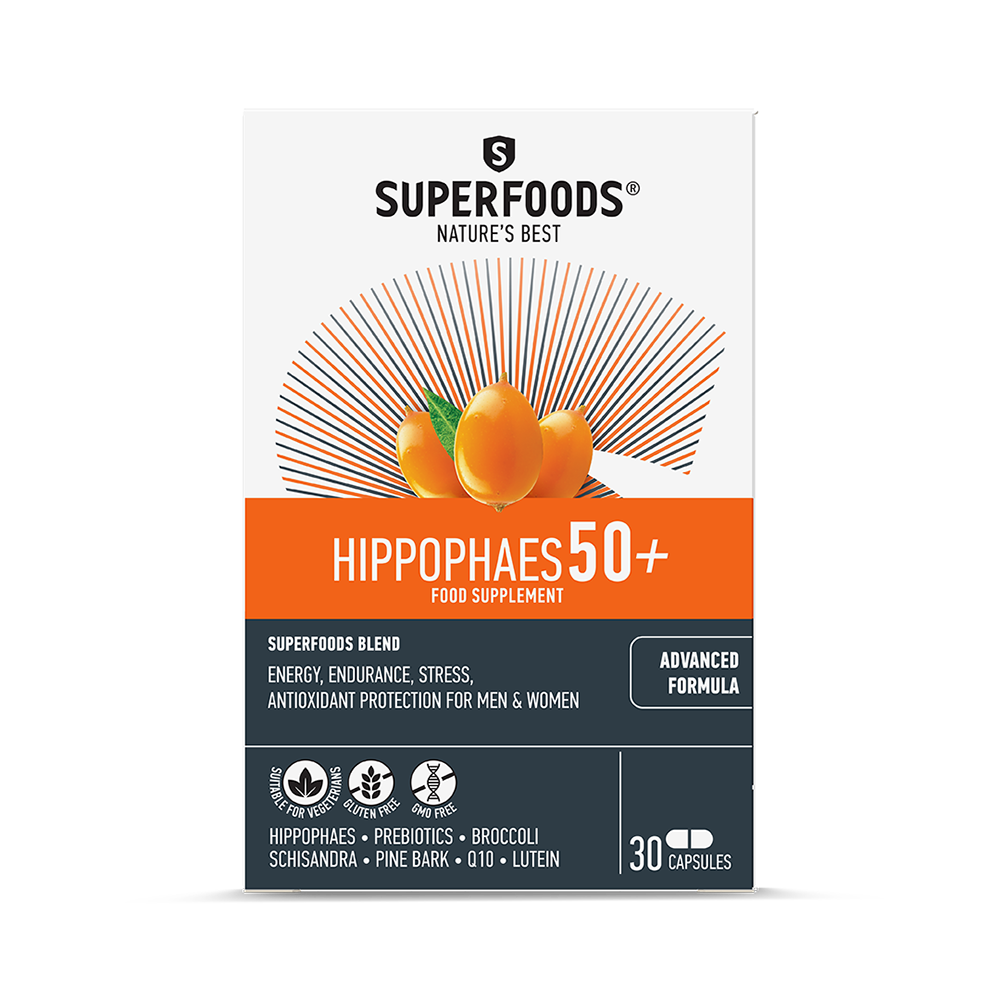 S
SUPERFOODS®
NATURE'S BEST
HIPPOPHAES 50+
FOOD SUPPLEMENT
SUPERFOODS BLEND
ENERGY, ENDURANCE, STRESS,
ANTIOXIDANT PROTECTION FOR MEN & WOMEN
ADVANCED
FORMULA
SUITABLE FOR VEGETERIANS
GLUTEN FREE
GMO FREE
HIPPOPHAES • PREBIOTICS • BROCCOLI
SCHISANDRA • PINE BARK • Q10 • LUTEIN
30 CAPSULES